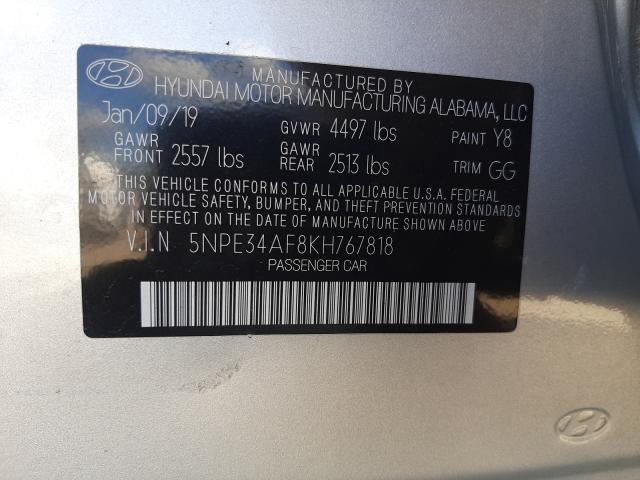 MANUFACTURED BY
HYUNDAI MOTOR MANUFACTURING ALABAMA, LLC
Jan/09/19 GVWR 4497 lbs PAINT Y8
GAWR FRONT 2557 lbs GAWR REAR 2513 lbs TRIM GG
THIS VEHICLE CONFORMS TO ALL APPLICABLE U.S.A. FEDERAL
MOTOR VEHICLE SAFETY, BUMPER, AND THEFT PREVENTION STANDARDS
IN EFFECT ON THE DATE OF MANUFACTURE SHOWN ABOVE
V.I.N 5NPE34AF8KH767818
PASSENGER CAR